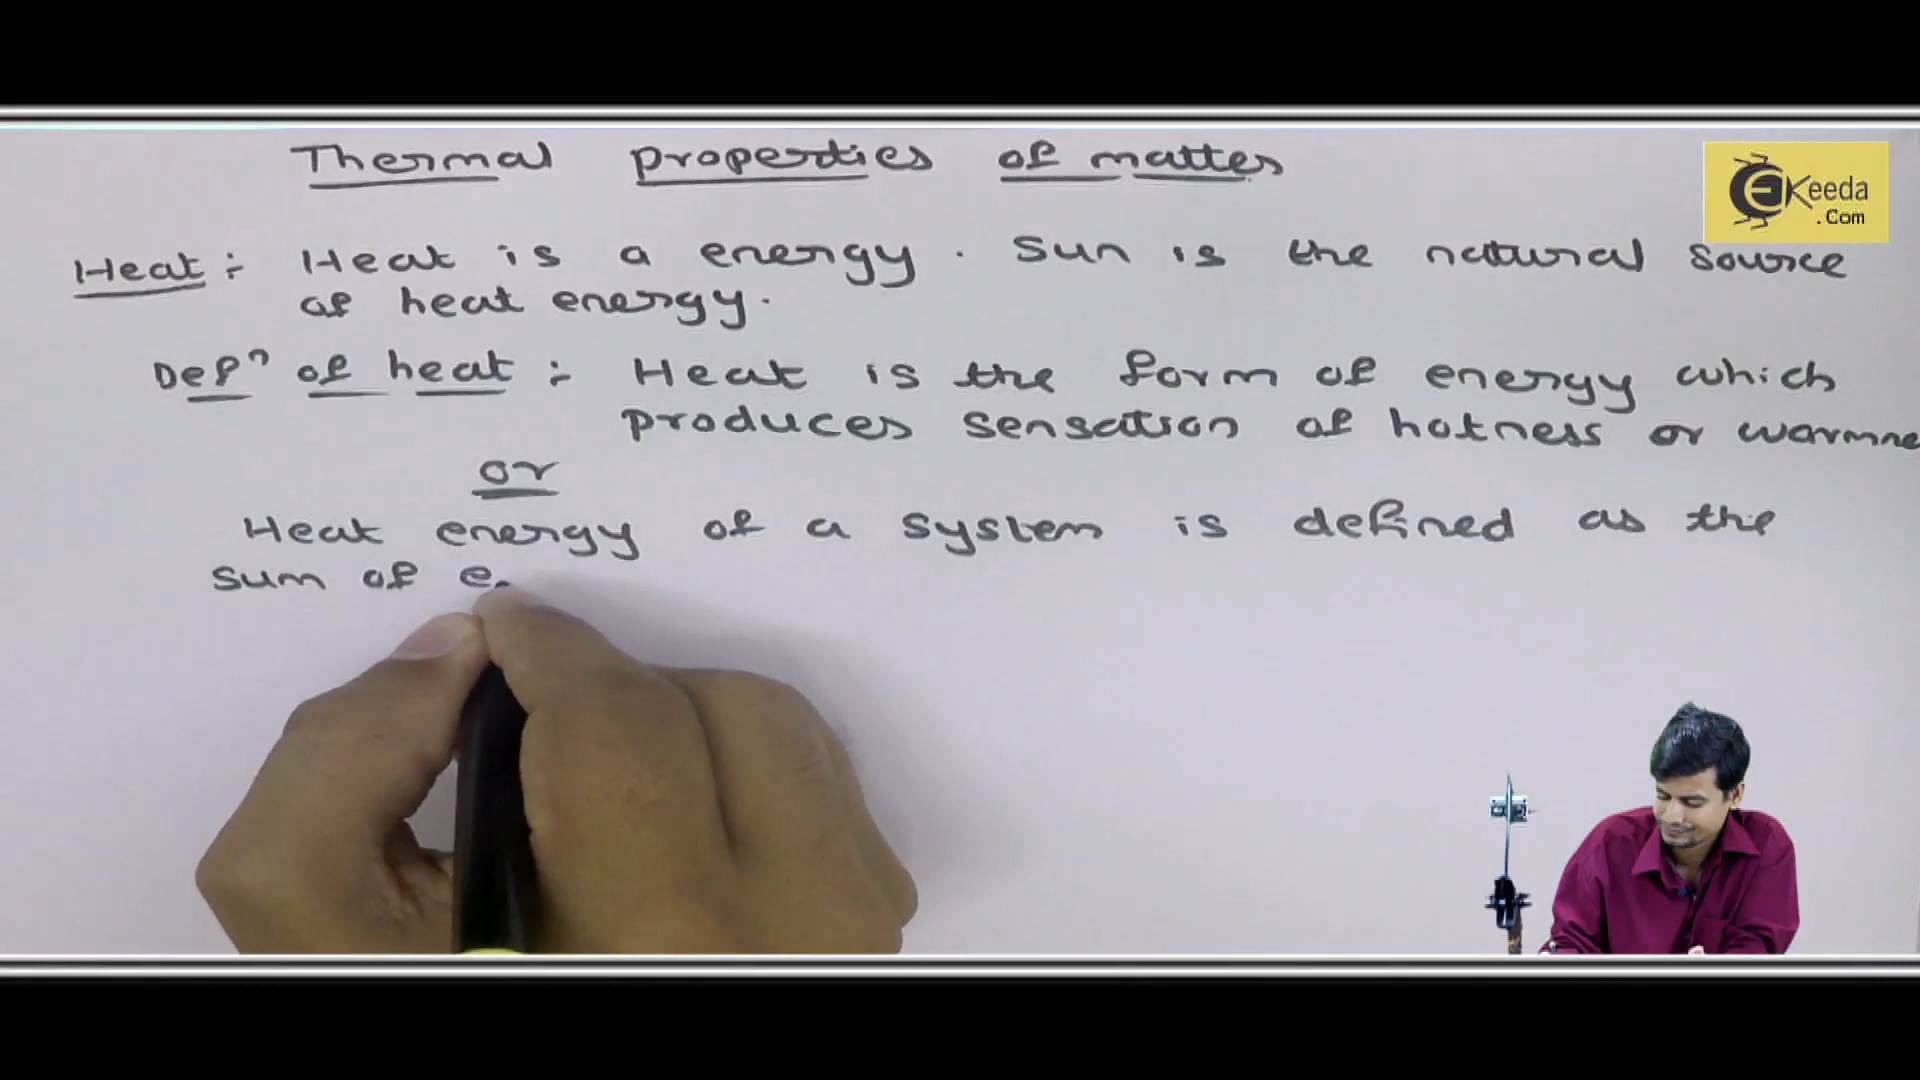 Thermal properties of matter
Keeda
.Com
Heat :- Heat is a energy. Sun is the natural source
of heat energy.
Defⁿ of heat :- Heat is the form of energy which
produces sensation of hotness or warmne
or
Heat energy of a system is defined as the
sum of